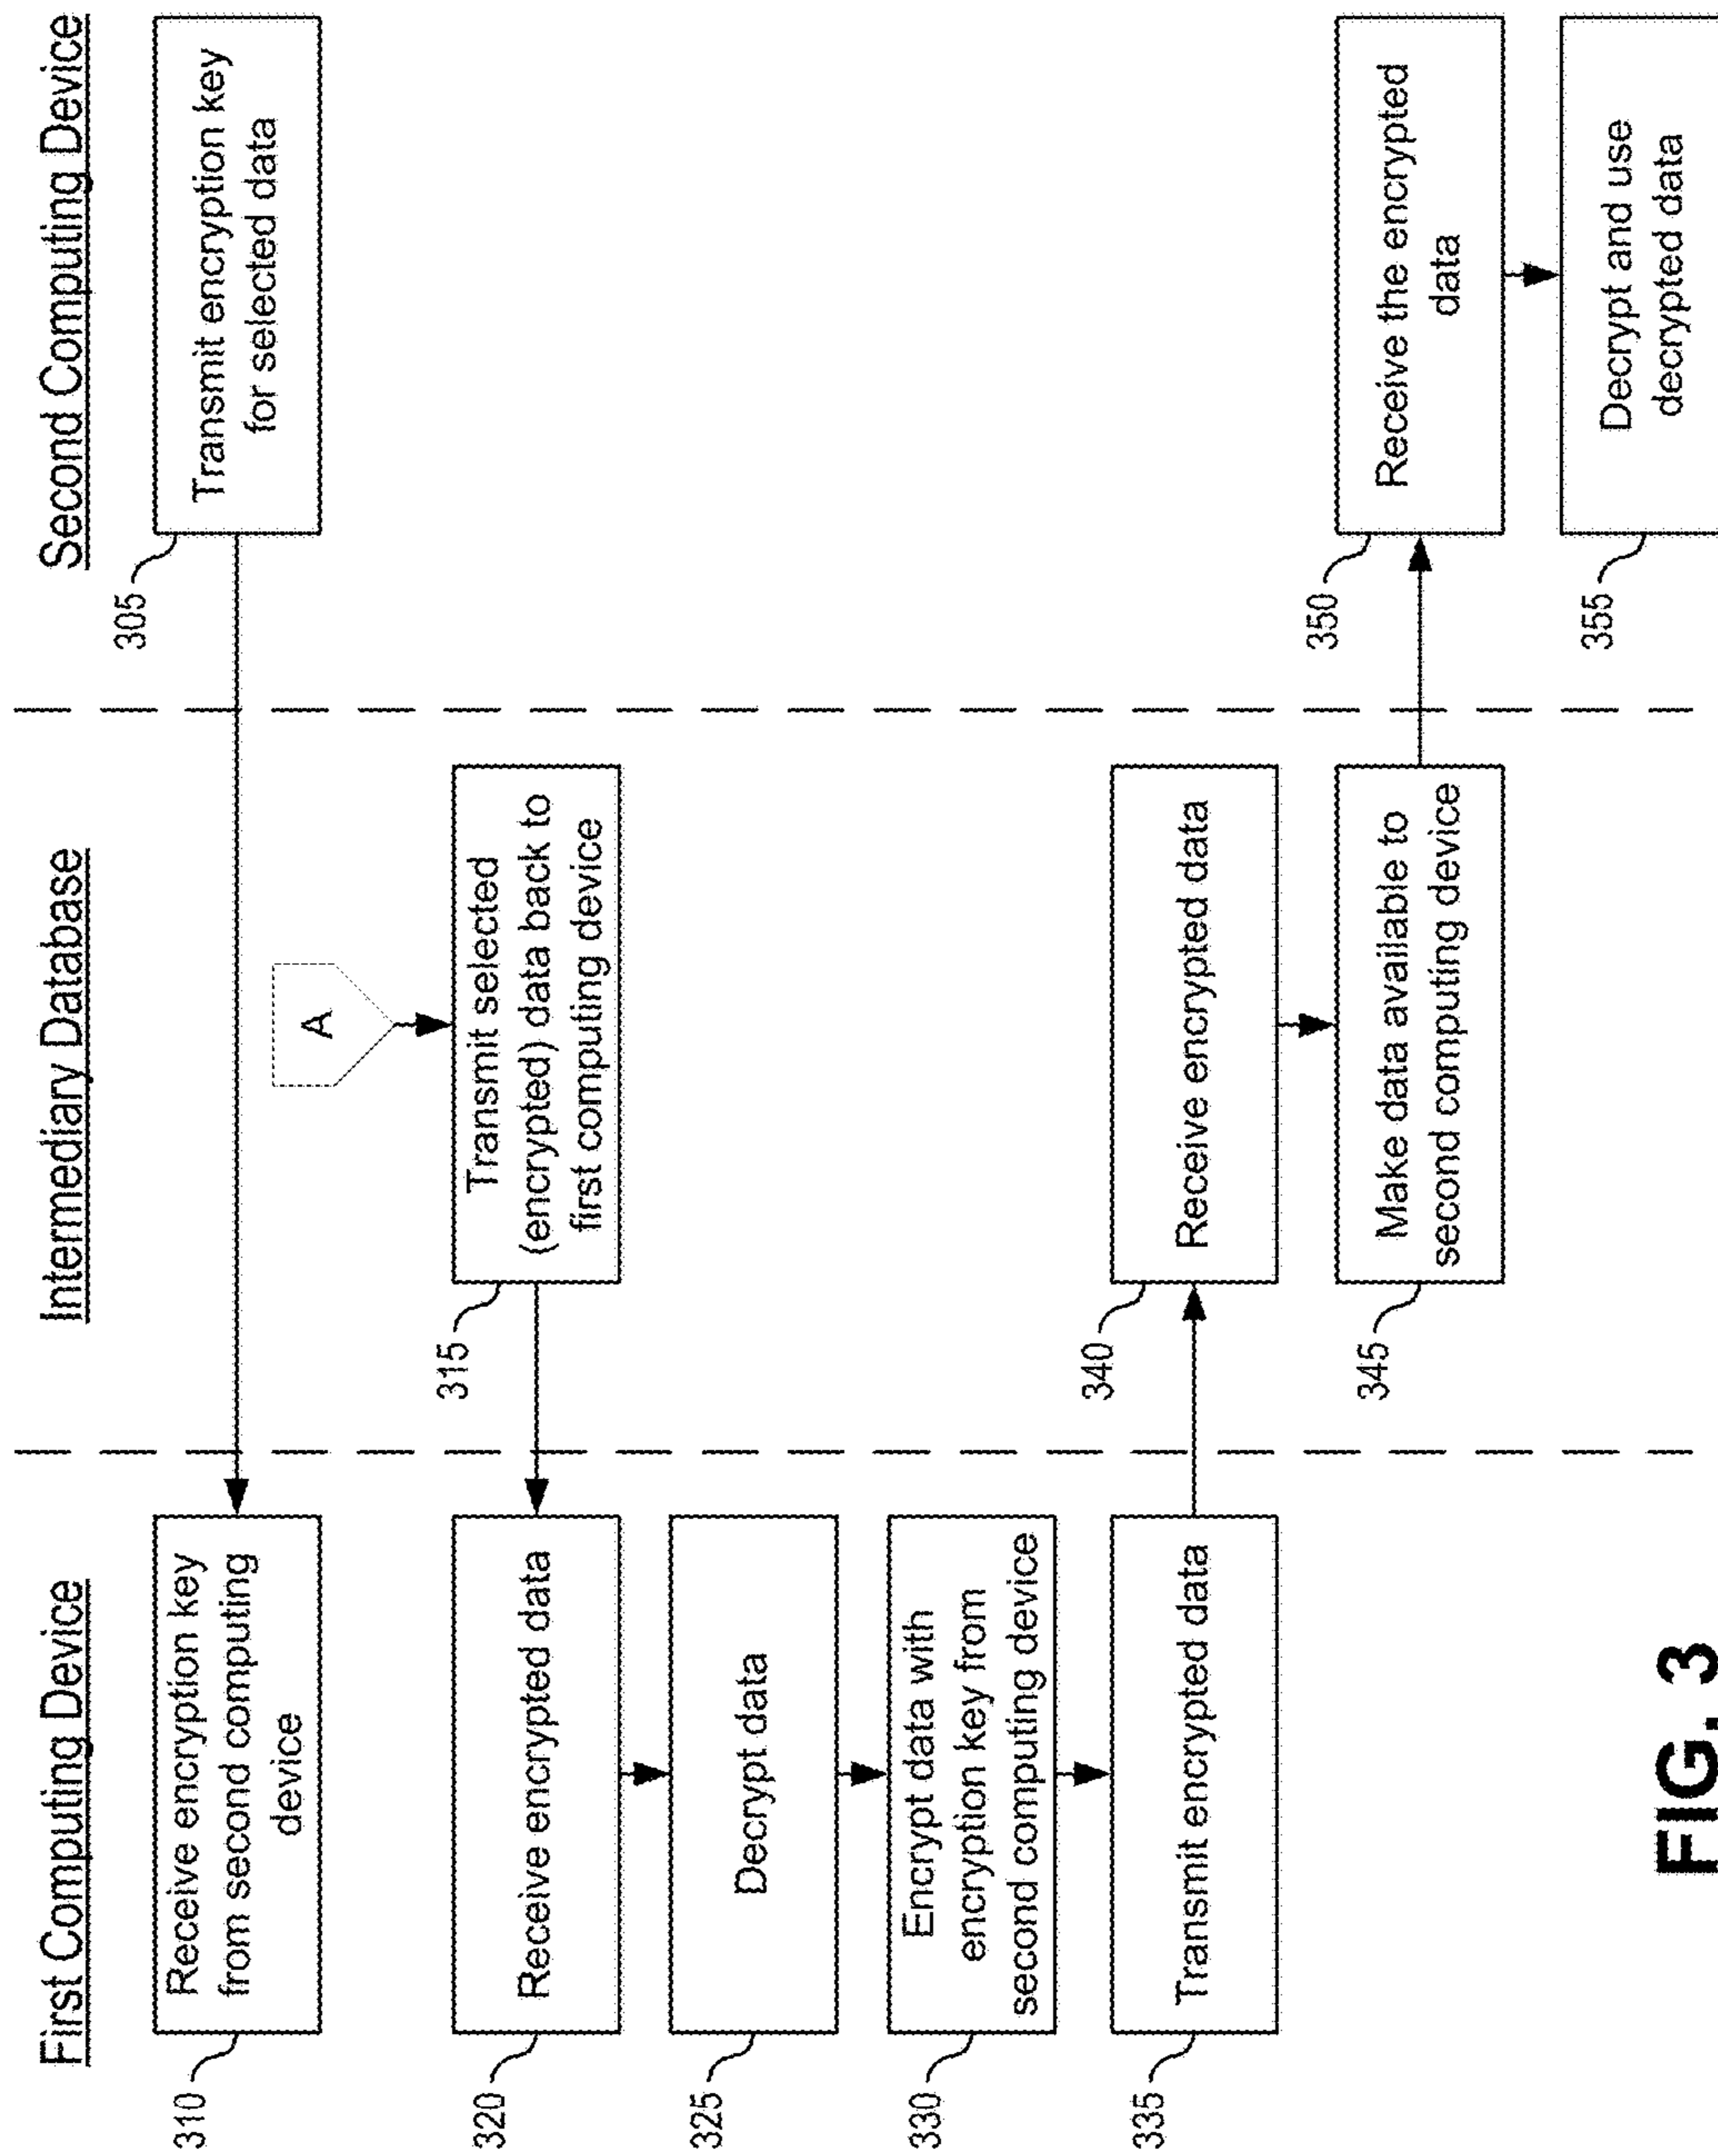 First Computing Device
Intermediary Database
Second Computing Device
305
Transmit encryption key
for selected data
310
Receive encryption key
from second computing
device
A
315
Transmit selected
(encrypted) data back to
first computing device
320
Receive encrypted data
325
Decrypt data
330
Encrypt data with
encryption key from
second computing device
335
Transmit encrypted data
340
Receive encrypted data
345
Make data available to
second computing device
350
Receive the encrypted
data
355
Decrypt and use
decrypted data
FIG. 3